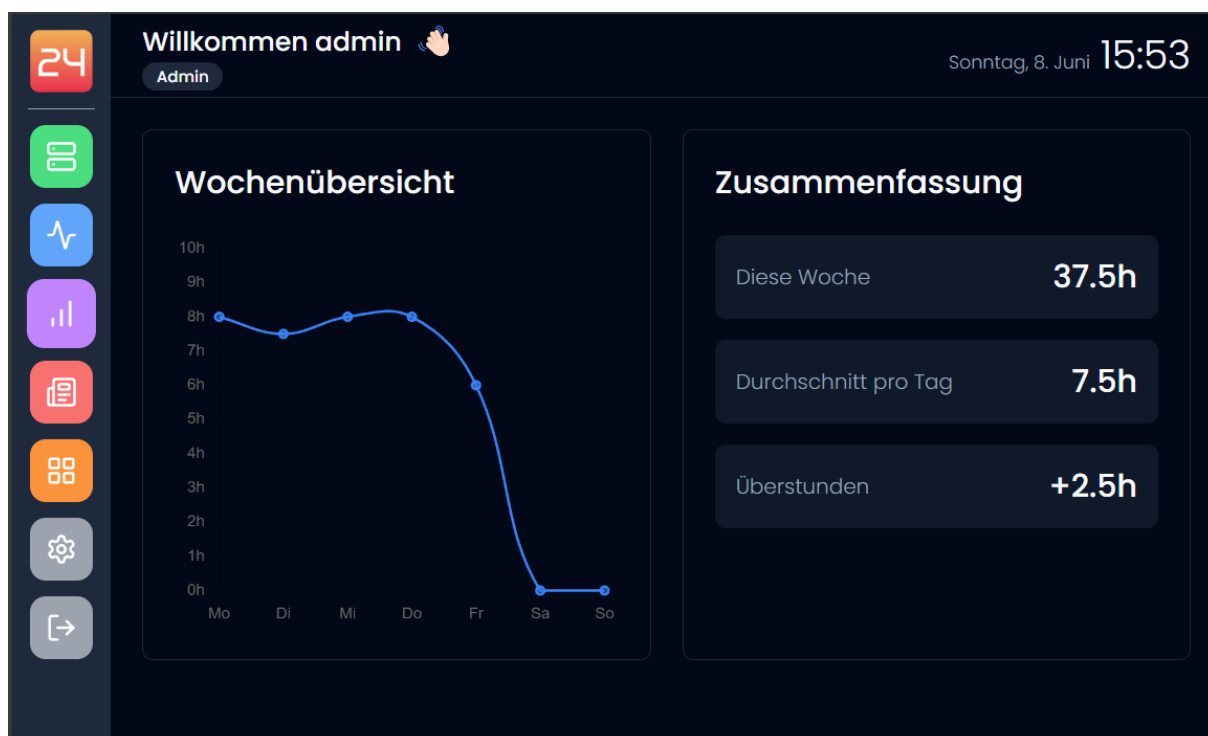 24
Willkommen admin 👋
Admin
Sonntag, 8. Juni 15:53
Wochenübersicht
10h
9h
8h
7h
6h
5h
4h
3h
2h
1h
0h
Mo Di Mi Do Fr Sa So
Zusammenfassung
Diese Woche 37.5h
Durchschnitt pro Tag 7.5h
Überstunden +2.5h